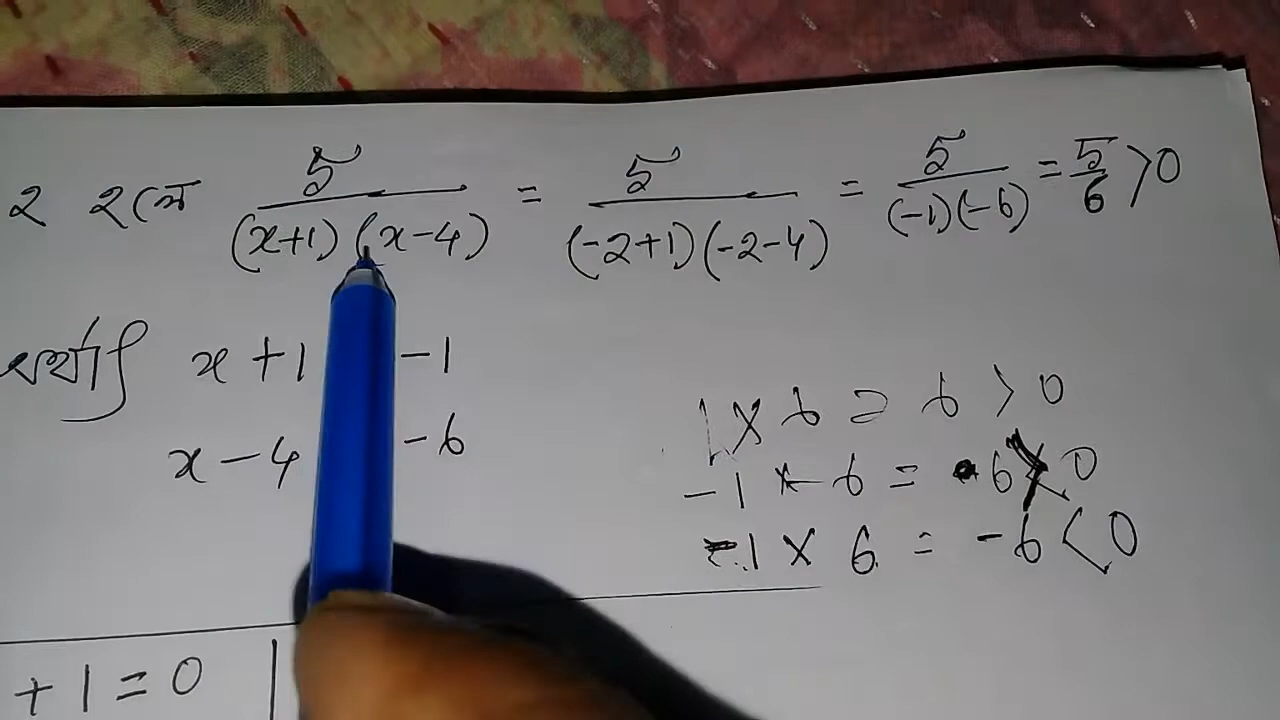 2 হলে 5/((x+1)(x-4)) = 5/((-2+1)(-2-4)) = 5/((-1)(-6)) = 5/6 > 0
অর্থাৎ x+1 -1
x-4 -6
1 × 6 = 6 > 0
-1 × -6 = 6 0
-1 × 6 = -6 < 0
+1=0